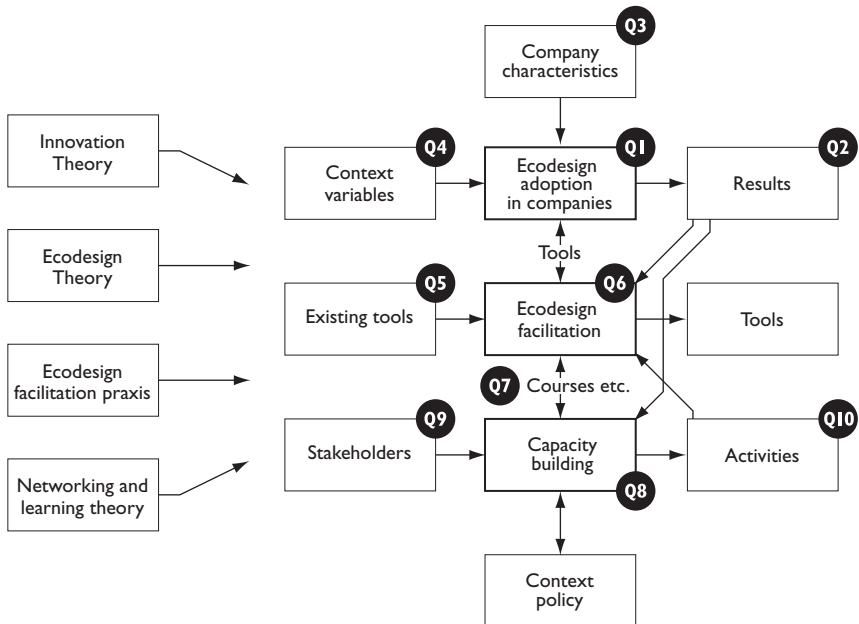 Q3
Company
characteristics
Innovation
Theory
Q4
Context
variables
Q1
Ecodesign
adoption
in companies
Q2
Results
Tools
Ecodesign
Theory
Q5
Existing tools
Q6
Ecodesign
facilitation
Tools
Ecodesign
facilitation praxis
Q7
Courses etc.
Q9
Stakeholders
Capacity
building
Q8
Q10
Activities
Networking and
learning theory
Context
policy